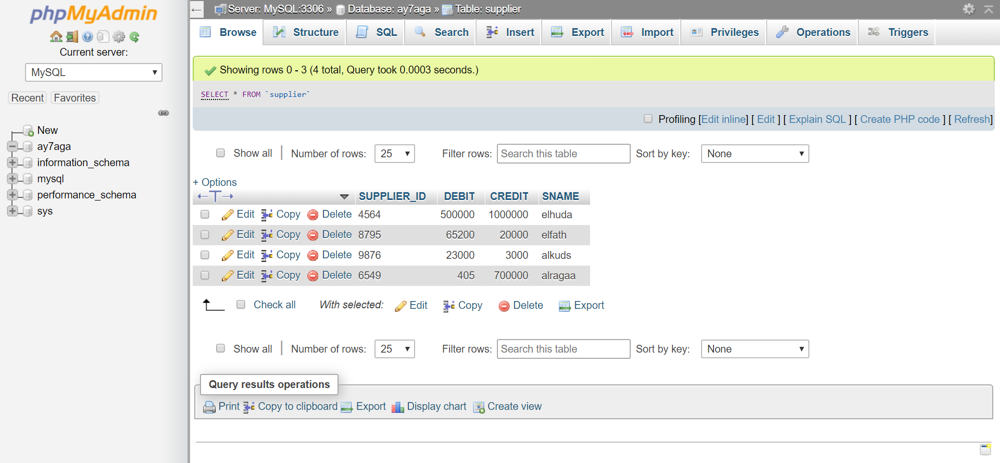 phpMyAdmin
Current server:
MySQL
Recent Favorites
New
ay7aga
information_schema
mysql
performance_schema
sys
Server: MySQL:3306 » Database: ay7aga » Table: supplier
Browse Structure SQL Search Insert Export Import Privileges Operations Triggers
Showing rows 0 - 3 (4 total, Query took 0.0003 seconds.)
SELECT * FROM `supplier`
Profiling [Edit inline] [ Edit ] [ Explain SQL ] [ Create PHP code ] [ Refresh]
Show all Number of rows: 25 Filter rows: Search this table Sort by key: None
+ Options
←T→ SUPPLIER_ID DEBIT CREDIT SNAME
Edit Copy Delete 4564 500000 1000000 elhuda
Edit Copy Delete 8795 65200 20000 elfath
Edit Copy Delete 9876 23000 3000 alkuds
Edit Copy Delete 6549 405 700000 alragaa
Check all With selected: Edit Copy Delete Export
Show all Number of rows: 25 Filter rows: Search this table Sort by key: None
Query results operations
Print Copy to clipboard Export Display chart Create view